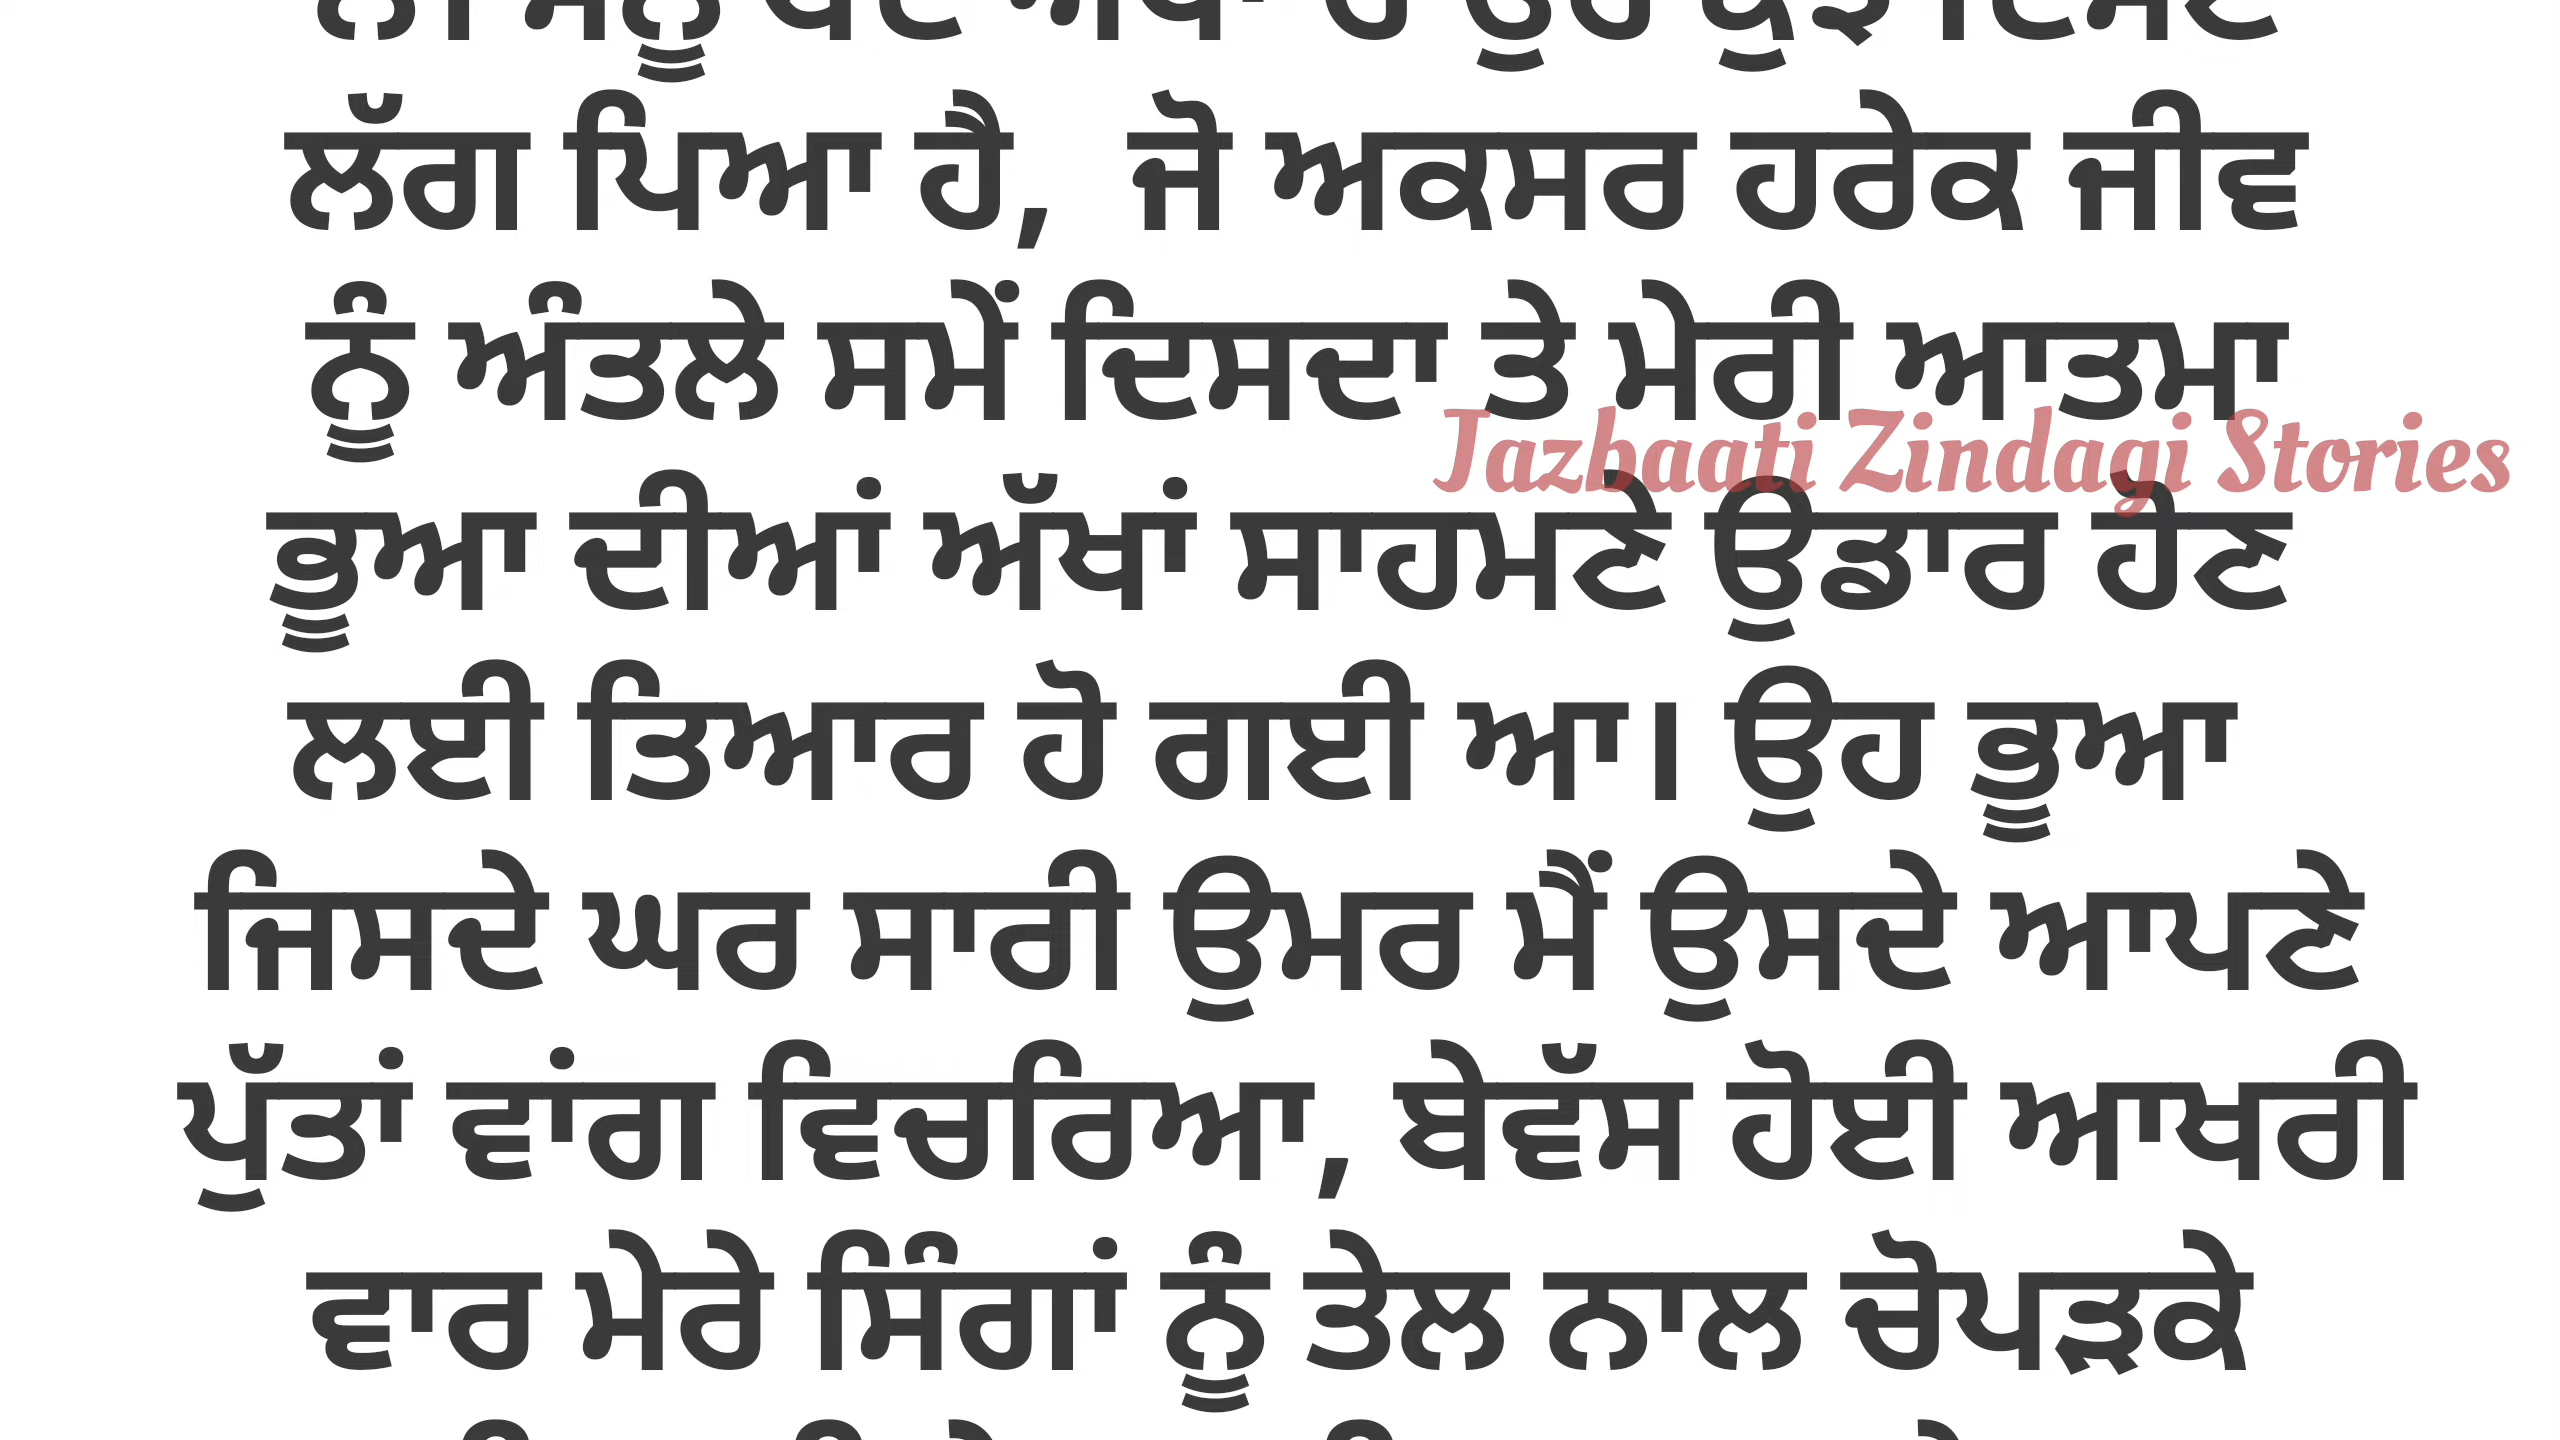 ਲੱਗ ਪਿਆ ਹੈ, ਜੋ ਅਕਸਰ ਹਰੇਕ ਜੀਵ
ਨੂੰ ਅੰਤਲੇ ਸਮੇਂ ਦਿਸਦਾ ਤੇ ਮੇਰੀ ਆਤਮਾ
Jazbaati Zindagi Stories
ਭੂਆ ਦੀਆਂ ਅੱਖਾਂ ਸਾਹਮਣੇ ਉਡਾਰ ਹੋਣ
ਲਈ ਤਿਆਰ ਹੋ ਗਈ ਆ। ਉਹ ਭੂਆ
ਜਿਸਦੇ ਘਰ ਸਾਰੀ ਉਮਰ ਮੈਂ ਉਸਦੇ ਆਪਣੇ
ਪੁੱਤਾਂ ਵਾਂਗ ਵਿਚਰਿਆ, ਬੇਵੱਸ ਹੋਈ ਆਖਰੀ
ਵਾਰ ਮੇਰੇ ਸਿੰਗਾਂ ਨੂੰ ਤੇਲ ਨਾਲ ਚੋਪੜਕੇ